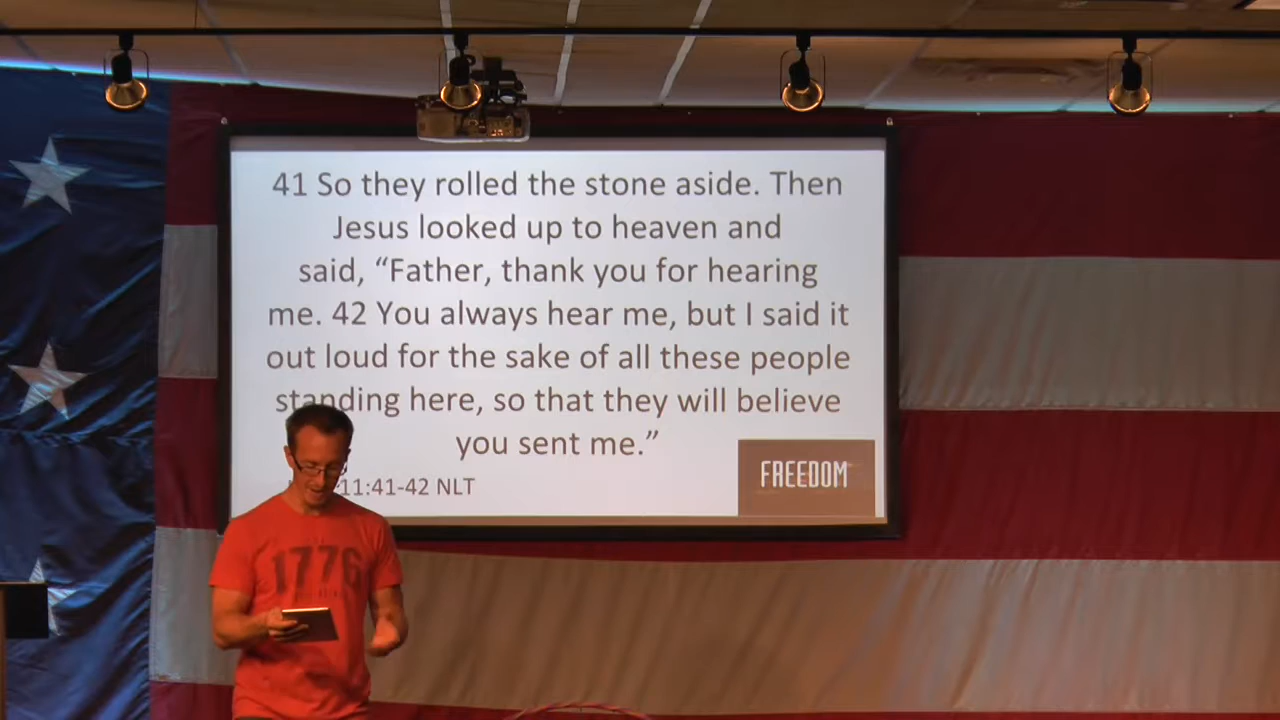 41 So they rolled the stone aside. Then
Jesus looked up to heaven and
said, “Father, thank you for hearing
me. 42 You always hear me, but I said it
out loud for the sake of all these people
standing here, so that they will believe
you sent me.”
11:41-42 NLT
FREEDOM
1776